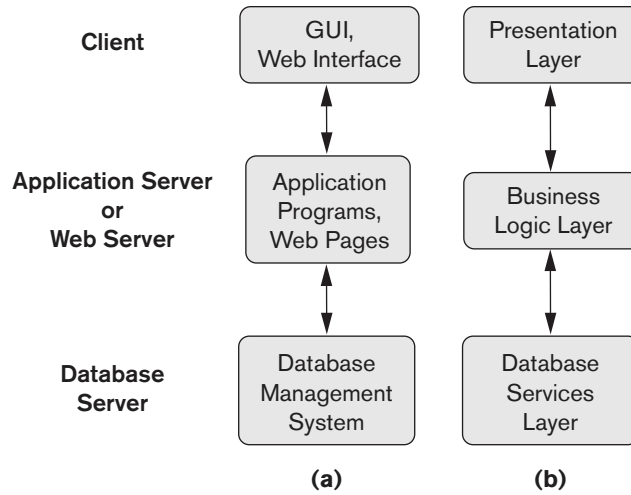 Client
GUI,
Web Interface
Presentation
Layer
Application Server
or
Web Server
Application
Programs,
Web Pages
Business
Logic Layer
Database
Server
Database
Management
System
Database
Services
Layer
(a)
(b)